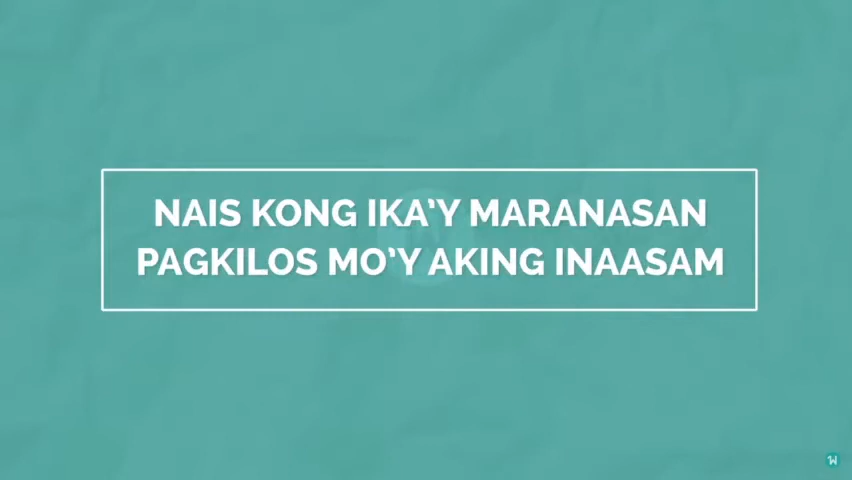 NAIS KONG IKA'Y MARANASAN
PAGKILOS MO'Y AKING INAASAM